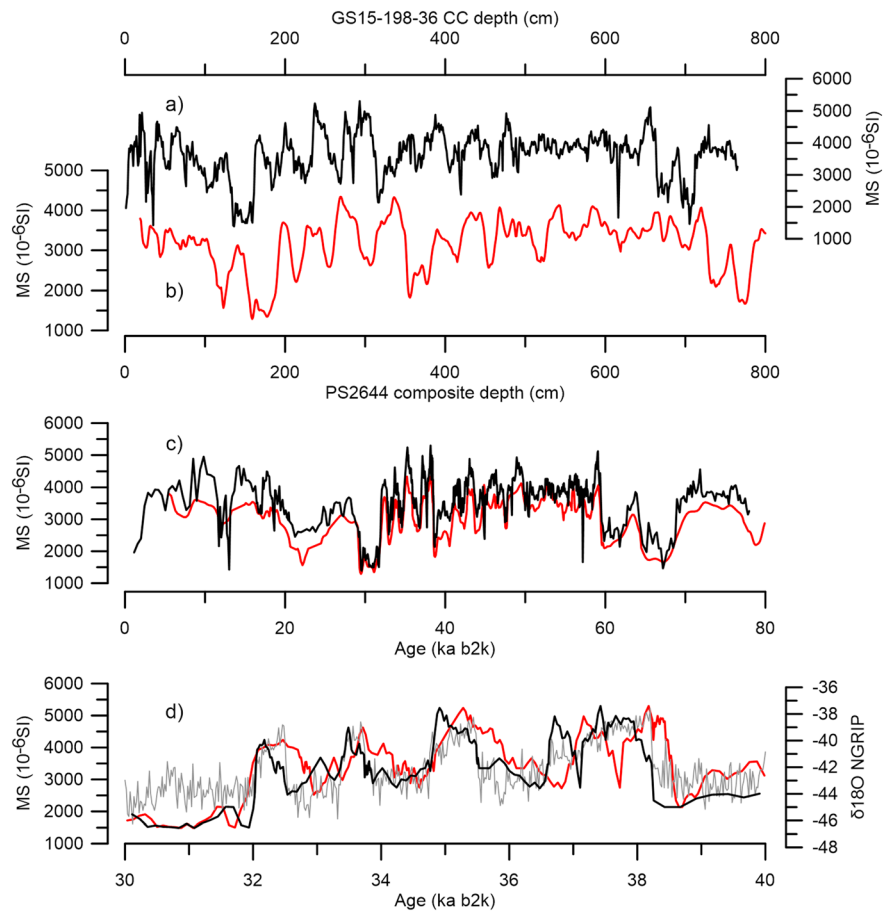 GS15-198-36 CC depth (cm)
0 200 400 600 800
a)
6000
5000
4000
3000
2000
1000
MS (10-6SI)
5000
4000
3000
2000
1000
MS (10-6SI)
b)
0 200 400 600 800
PS2644 composite depth (cm)
c)
6000
5000
4000
3000
2000
1000
MS (10-6SI)
0 20 40 60 80
Age (ka b2k)
d)
6000
5000
4000
3000
2000
1000
MS (10-6SI)
-36
-38
-40
-42
-44
-46
-48
δ18O NGRIP
30 32 34 36 38 40
Age (ka b2k)